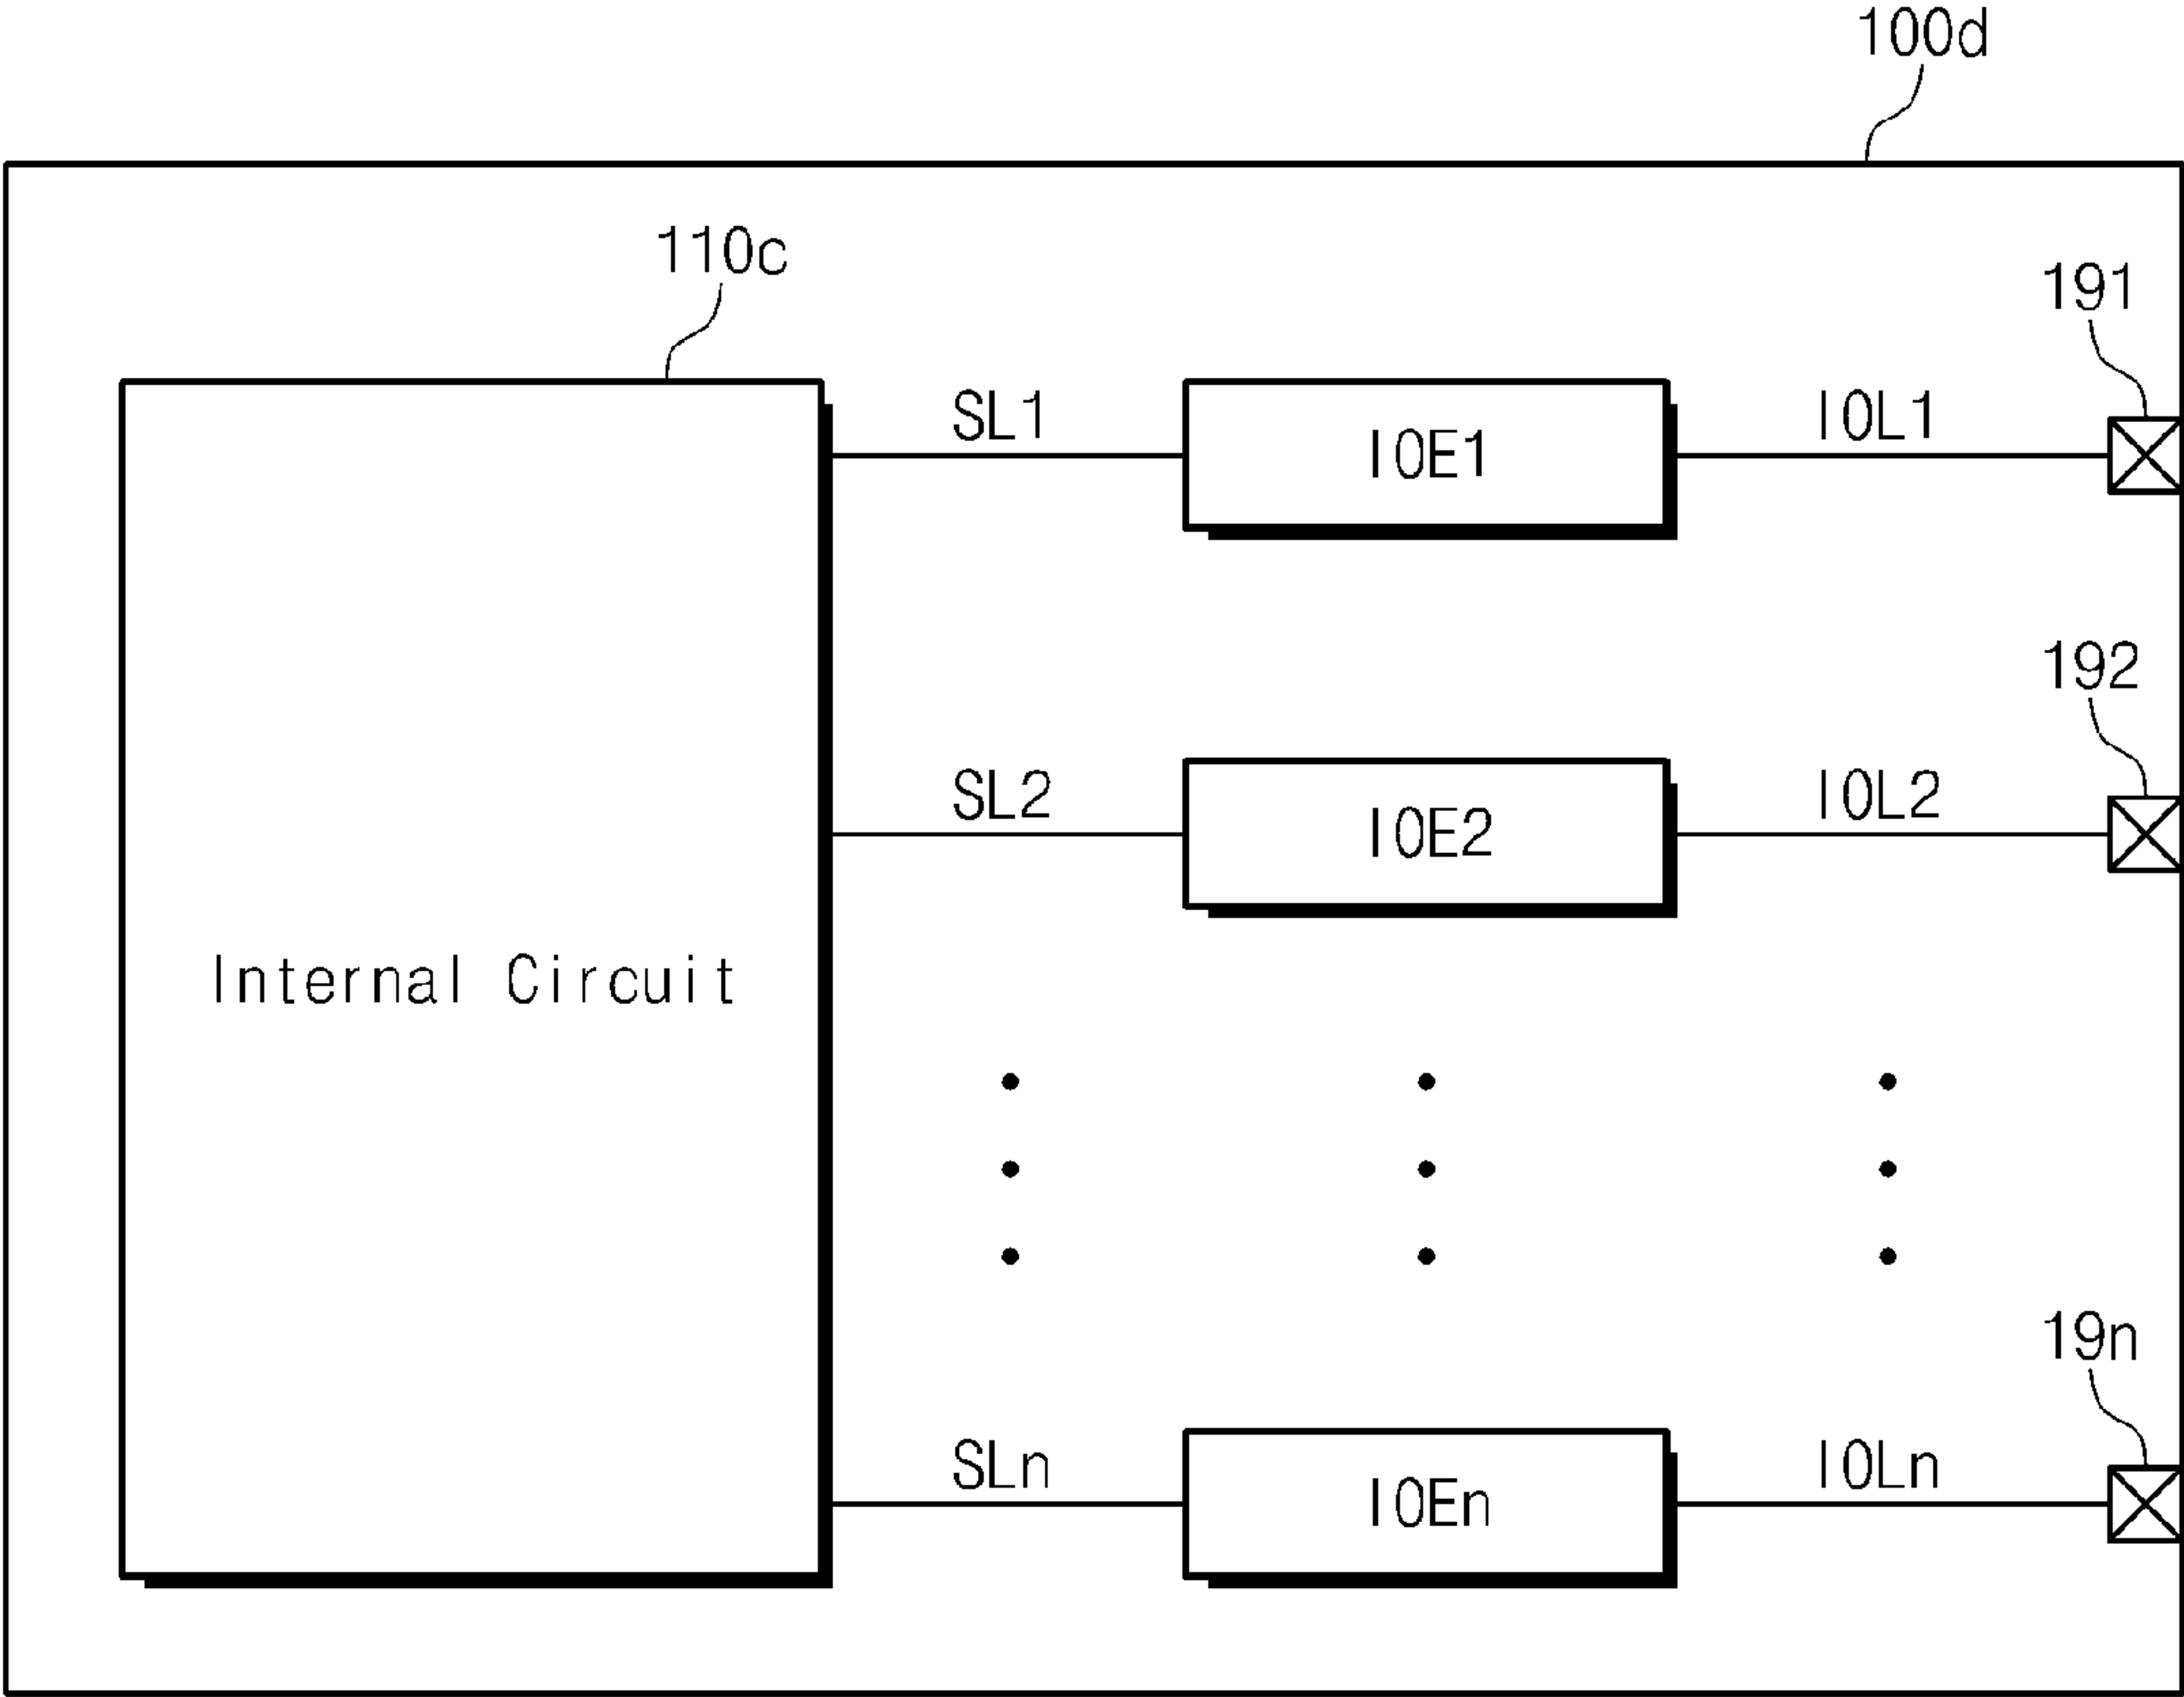 100d
110c
191
SL1
IOE1
IOL1
192
SL2
IOE2
IOL2
Internal Circuit
19n
SLn
IOEn
IOLn